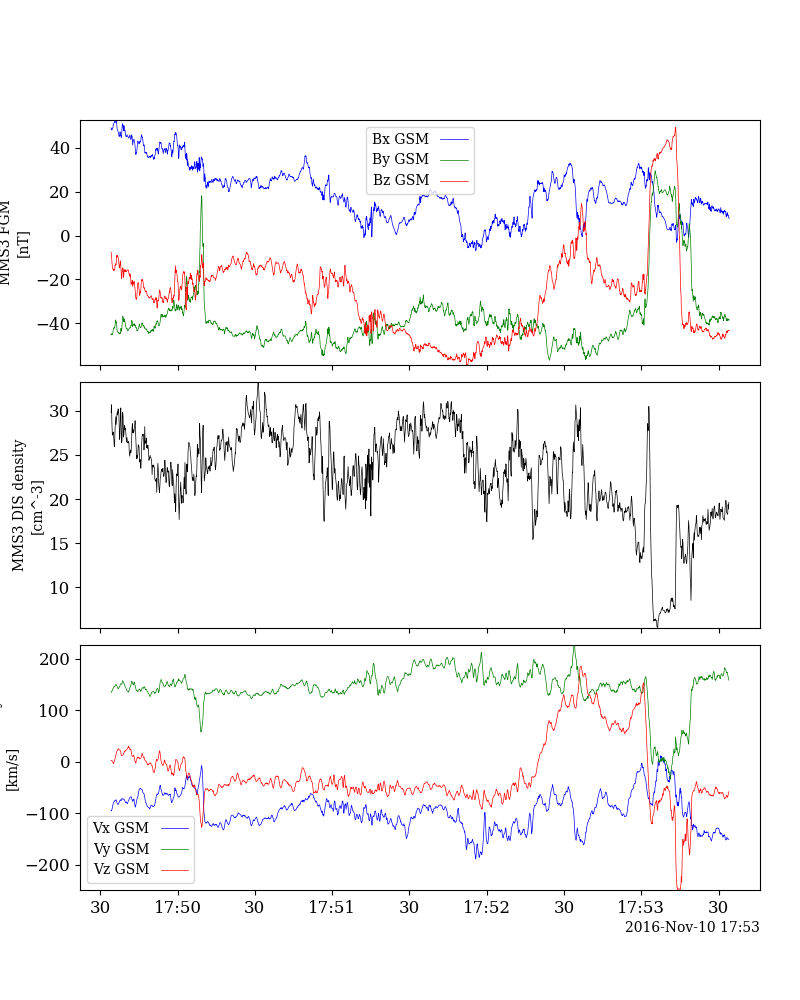 MMS3 FGM
[nT]
40
20
0
−20
−40
Bx GSM
By GSM
Bz GSM
MMS3 DIS density
[cm^-3]
30
25
20
15
10
[km/s]
200
100
0
−100
−200
Vx GSM
Vy GSM
Vz GSM
30 17:50 30 17:51 30 17:52 30 17:53 30
2016-Nov-10 17:53